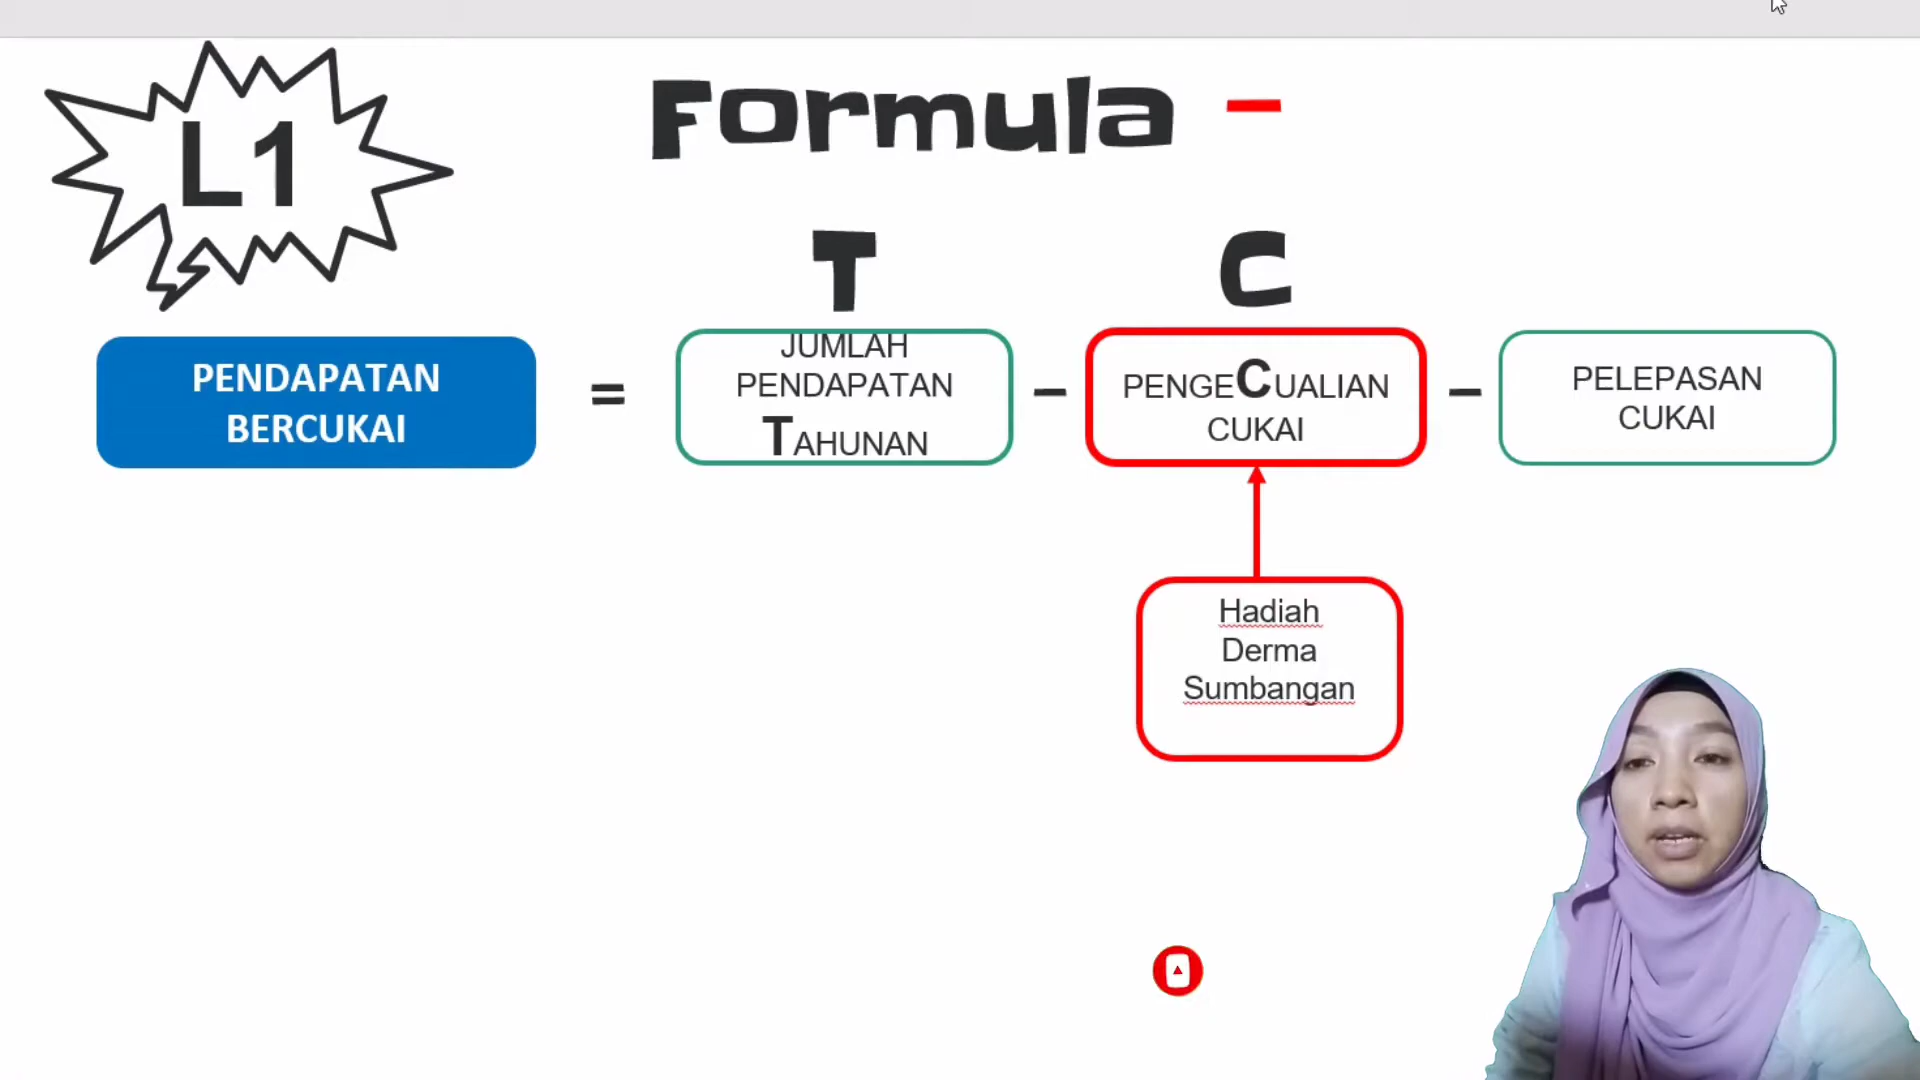 L1
Formula -
T
C
PENDAPATAN
BERCUKAI
=
JUMLAH
PENDAPATAN
TAHUNAN
-
PENGECUALIAN
CUKAI
-
PELEPASAN
CUKAI
Hadiah
Derma
Sumbangan